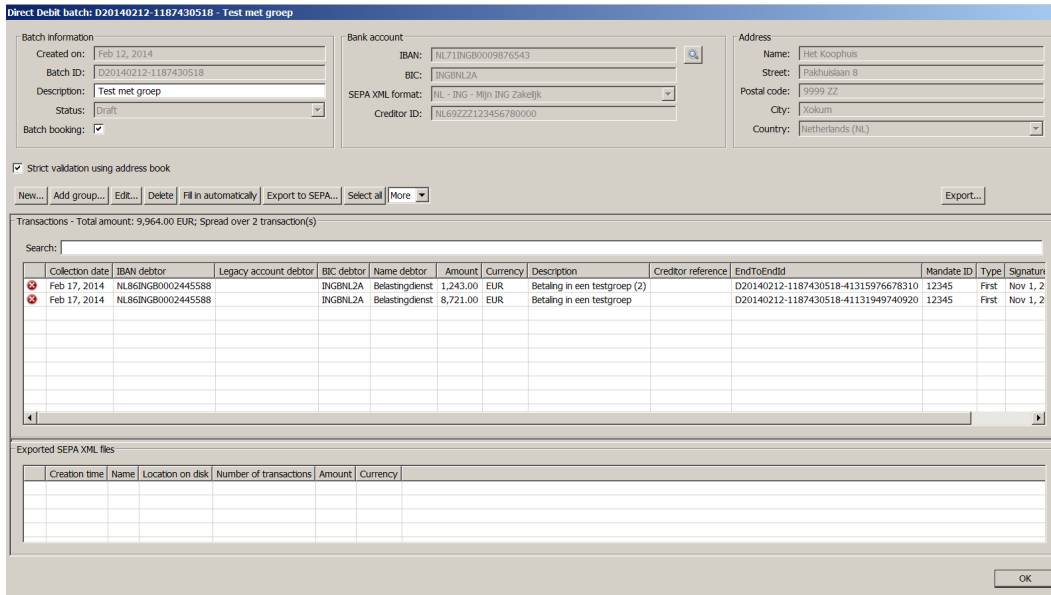 Direct Debit batch: D20140212-1187430518 - Test met groep
Batch information
Created on: Feb 12, 2014
Batch ID: D20140212-1187430518
Description: Test met groep
Status: Draft
Batch booking:
Bank account
IBAN: NL71INGB0009876543
BIC: INGBNL2A
SEPA XML format: NL - ING - Mijn ING Zakelijk
Creditor ID: NL69ZZZ123456780000
Address
Name: Het Koophuis
Street: Pakhuislaan 8
Postal code: 9999 ZZ
City: Xokum
Country: Netherlands (NL)
Strict validation using address book
New... Add group... Edit... Delete Fill in automatically Export to SEPA... Select all More Export...
Transactions - Total amount: 9,964.00 EUR; Spread over 2 transaction(s)
Search:
Collection date IBAN debtor Legacy account debtor BIC debtor Name debtor Amount Currency Description Creditor reference EndToEndId Mandate ID Type Signature
Feb 17, 2014 NL86INGB0002445588 INGBNL2A Belastingdienst 1,243.00 EUR Betaling in een testgroep (2) D20140212-1187430518-41315976678310 12345 First Nov 1, 2
Feb 17, 2014 NL86INGB0002445588 INGBNL2A Belastingdienst 8,721.00 EUR Betaling in een testgroep D20140212-1187430518-41131949740920 12345 First Nov 1, 2
Exported SEPA XML files
Creation time Name Location on disk Number of transactions Amount Currency
OK